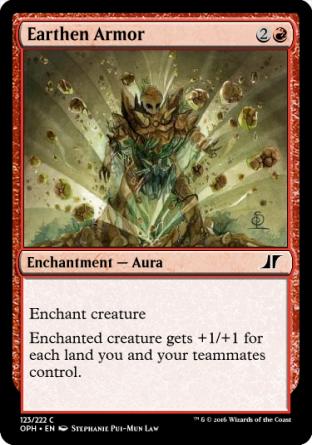 Earthen Armor 2
Enchantment — Aura
Enchant creature
Enchanted creature gets +1/+1 for
each land you and your teammates
control.
123/222 C
OPH • EN Stephanie Pui-Mun Law
™ & © 2016 Wizards of the Coast